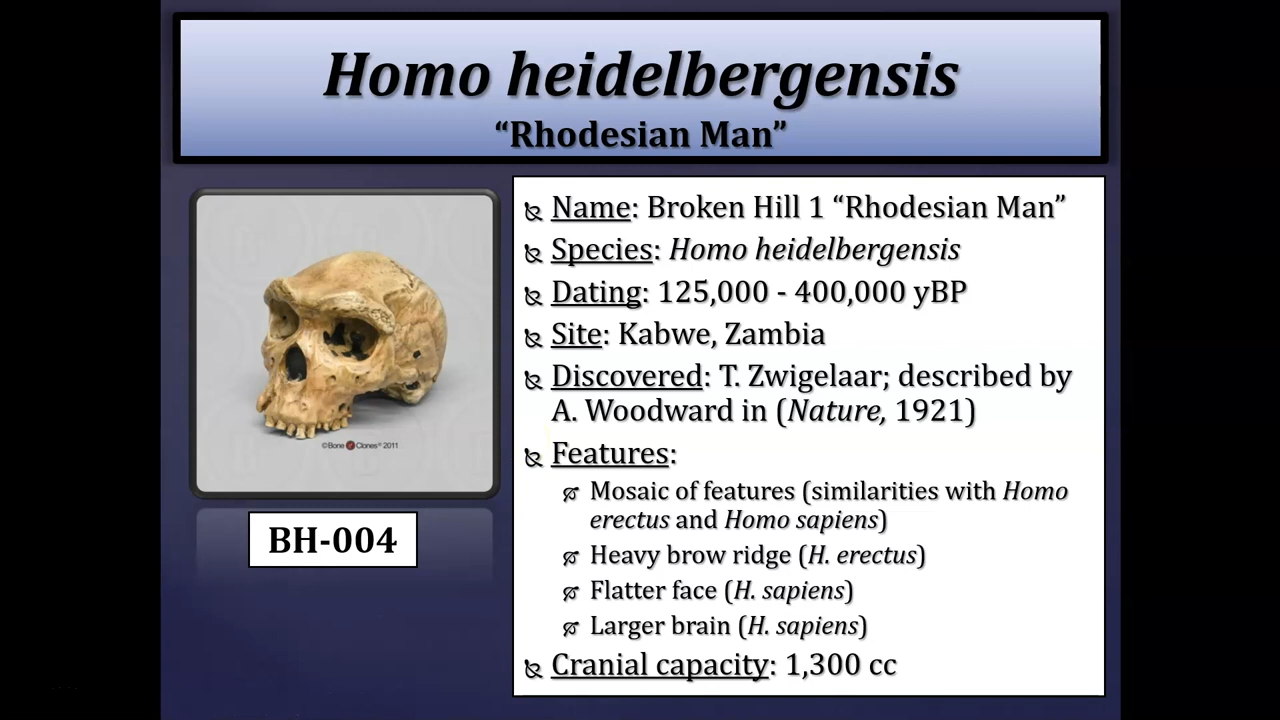 Homo heidelbergensis
“Rhodesian Man”
Name: Broken Hill 1 “Rhodesian Man”
Species: Homo heidelbergensis
Dating: 125,000 - 400,000 yBP
Site: Kabwe, Zambia
Discovered: T. Zwigelaar; described by
A. Woodward in (Nature, 1921)
Features:
Mosaic of features (similarities with Homo
erectus and Homo sapiens)
Heavy brow ridge (H. erectus)
Flatter face (H. sapiens)
Larger brain (H. sapiens)
Cranial capacity: 1,300 cc
©Bone Clones® 2011
BH-004